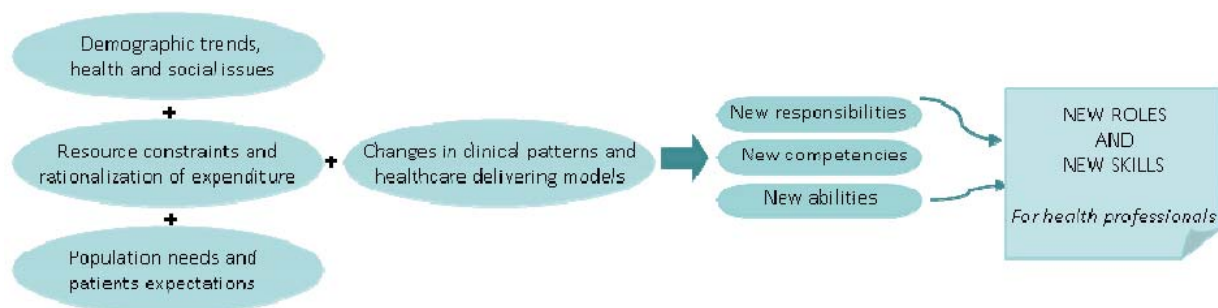 Demographic trends,
health and social issues
+
Resource constraints and
rationalization of expenditure
+
Population needs and
patients expectations
+
Changes in clinical patterns and
healthcare delivering models
New responsibilities
New competencies
New abilities
NEW ROLES
AND
NEW SKILLS
For health professionals